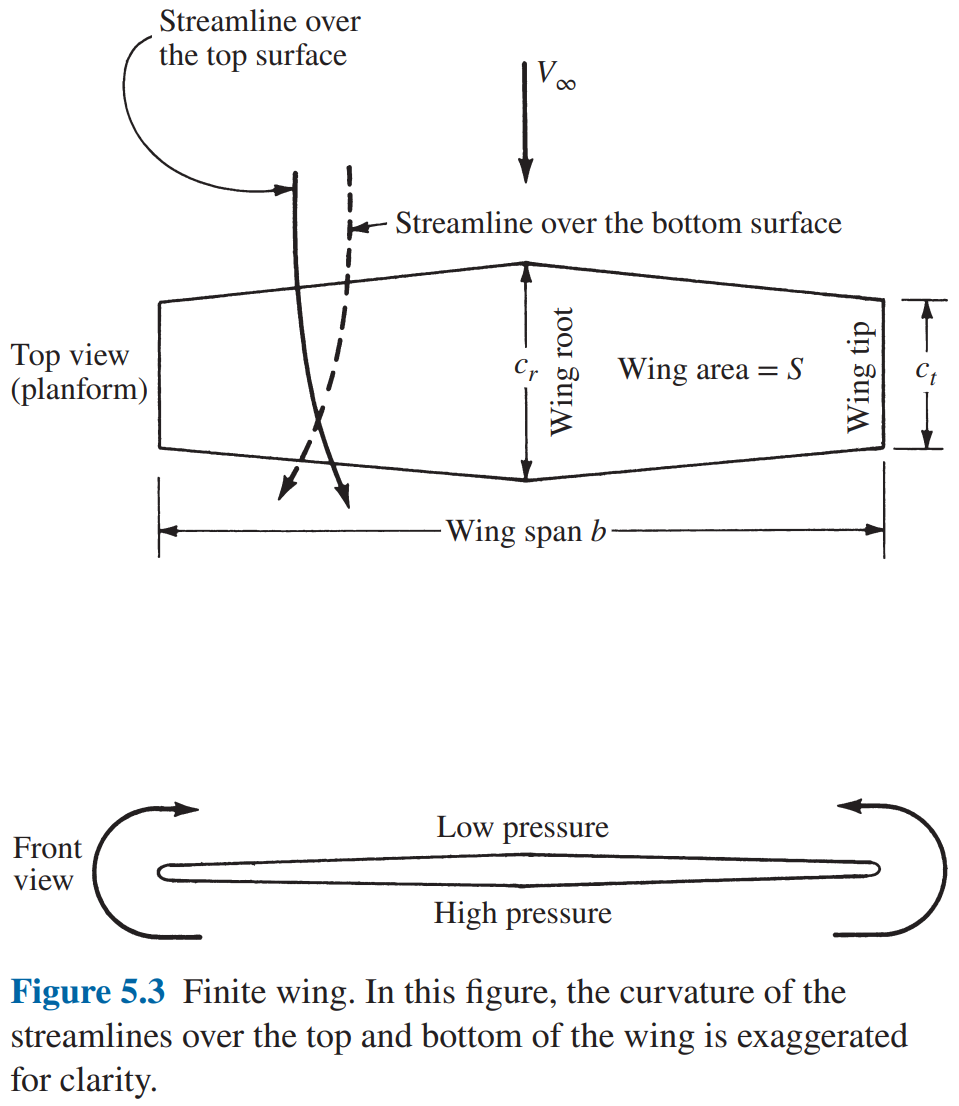 Streamline over
the top surface
V∞
Streamline over the bottom surface
Top view
(planform)
cr
Wing root
Wing area = S
Wing tip
ct
Wing span b
Front
view
Low pressure
High pressure
Figure 5.3 Finite wing. In this figure, the curvature of the
streamlines over the top and bottom of the wing is exaggerated
for clarity.